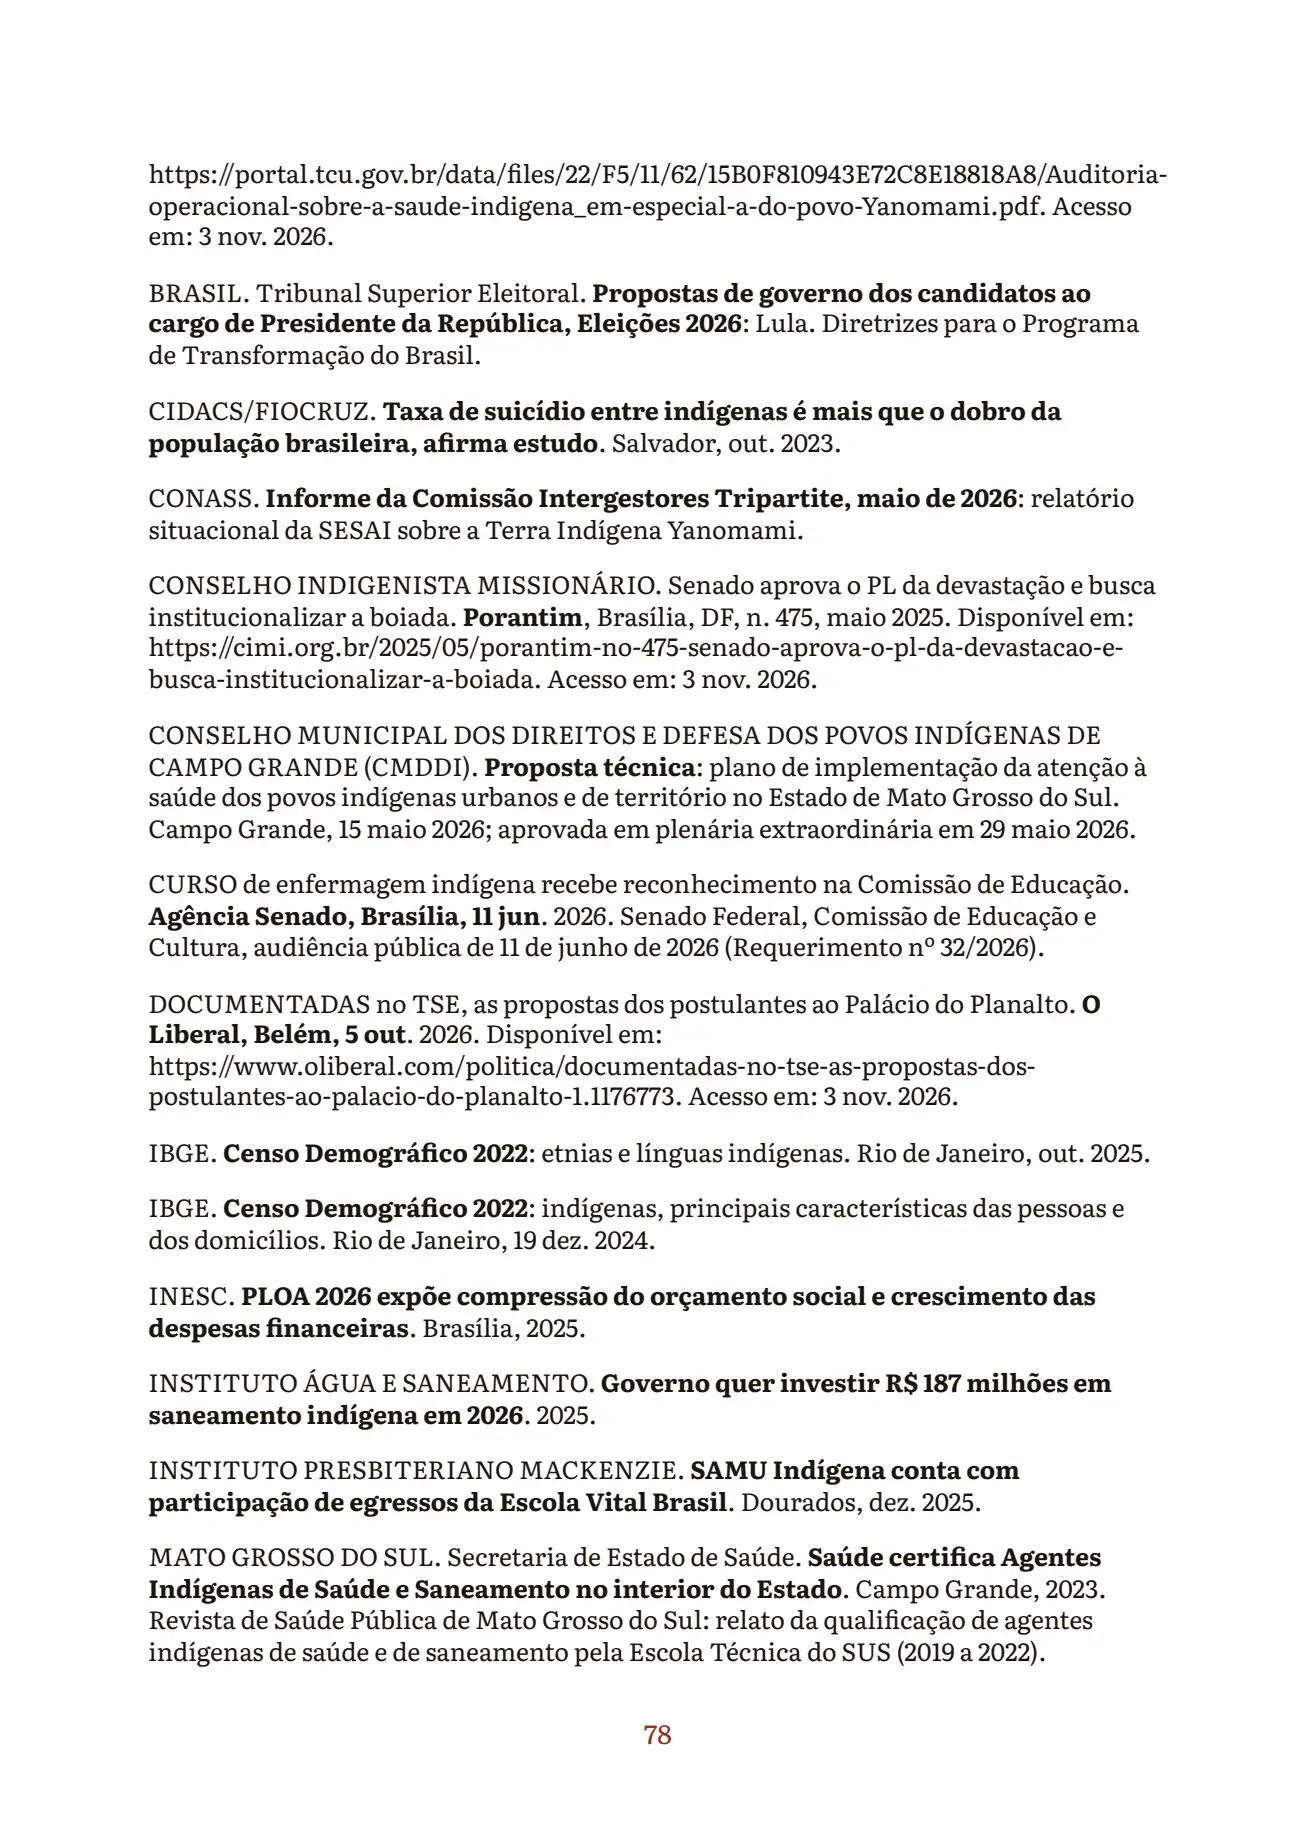 https://portal.tcu.gov.br/data/files/22/F5/11/62/15B0F810943E72C8E18818A8/Auditoria-
operacional-sobre-a-saude-indigena_em-especial-a-do-povo-Yanomami.pdf. Acesso
em: 3 nov. 2026.
BRASIL. Tribunal Superior Eleitoral. Propostas de governo dos candidatos ao
cargo de Presidente da República, Eleições 2026: Lula. Diretrizes para o Programa
de Transformação do Brasil.
CIDACS/FIOCRUZ. Taxa de suicídio entre indígenas é mais que o dobro da
população brasileira, afirma estudo. Salvador, out. 2023.
CONASS. Informe da Comissão Intergestores Tripartite, maio de 2026: relatório
situacional da SESAI sobre a Terra Indígena Yanomami.
CONSELHO INDIGENISTA MISSIONÁRIO. Senado aprova o PL da devastação e busca
institucionalizar a boiada. Porantim, Brasília, DF, n. 475, maio 2025. Disponível em:
https://cimi.org.br/2025/05/porantim-no-475-senado-aprova-o-pl-da-devastacao-e-
busca-institucionalizar-a-boiada. Acesso em: 3 nov. 2026.
CONSELHO MUNICIPAL DOS DIREITOS E DEFESA DOS POVOS INDÍGENAS DE
CAMPO GRANDE (CMDDI). Proposta técnica: plano de implementação da atenção à
saúde dos povos indígenas urbanos e de território no Estado de Mato Grosso do Sul.
Campo Grande, 15 maio 2026; aprovada em plenária extraordinária em 29 maio 2026.
CURSO de enfermagem indígena recebe reconhecimento na Comissão de Educação.
Agência Senado, Brasília, 11 jun. 2026. Senado Federal, Comissão de Educação e
Cultura, audiência pública de 11 de junho de 2026 (Requerimento nº 32/2026).
DOCUMENTADAS no TSE, as propostas dos postulantes ao Palácio do Planalto. O
Liberal, Belém, 5 out. 2026. Disponível em:
https://www.oliberal.com/politica/documentadas-no-tse-as-propostas-dos-
postulantes-ao-palacio-do-planalto-1.1176773. Acesso em: 3 nov. 2026.
IBGE. Censo Demográfico 2022: etnias e línguas indígenas. Rio de Janeiro, out. 2025.
IBGE. Censo Demográfico 2022: indígenas, principais características das pessoas e
dos domicílios. Rio de Janeiro, 19 dez. 2024.
INESC. PLOA 2026 expõe compressão do orçamento social e crescimento das
despesas financeiras. Brasília, 2025.
INSTITUTO ÁGUA E SANEAMENTO. Governo quer investir R$ 187 milhões em
saneamento indígena em 2026. 2025.
INSTITUTO PRESBITERIANO MACKENZIE. SAMU Indígena conta com
participação de egressos da Escola Vital Brasil. Dourados, dez. 2025.
MATO GROSSO DO SUL. Secretaria de Estado de Saúde. Saúde certifica Agentes
Indígenas de Saúde e Saneamento no interior do Estado. Campo Grande, 2023.
Revista de Saúde Pública de Mato Grosso do Sul: relato da qualificação de agentes
indígenas de saúde e de saneamento pela Escola Técnica do SUS (2019 a 2022).
78